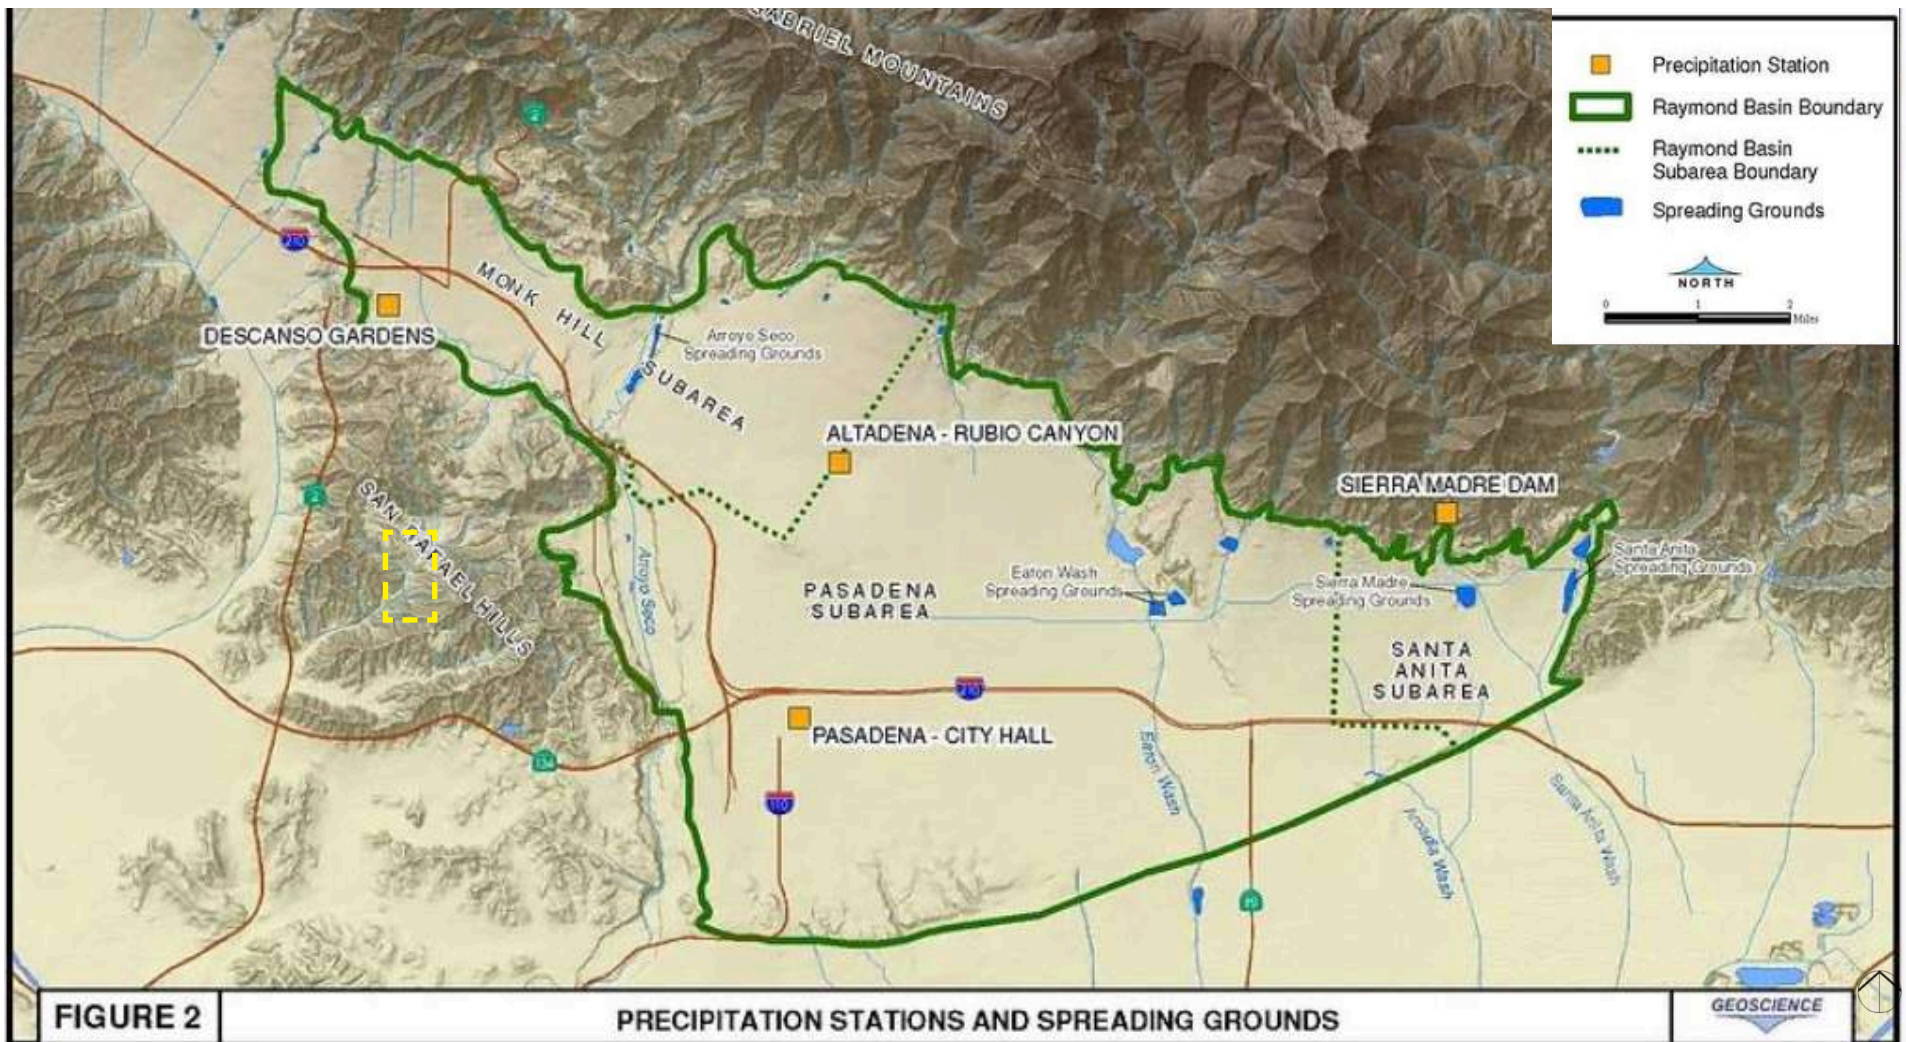 GABRIEL MOUNTAINS
Precipitation Station
Raymond Basin Boundary
Raymond Basin
Subarea Boundary
Spreading Grounds
NORTH
0 1 2
Miles
2
210
MONK HILL SUBAREA
DESCANSO GARDENS
Arroyo Seco
Spreading Grounds
ALTADENA - RUBIO CANYON
SIERRA MADRE DAM
2
SAN RAFAEL HILLS
Arroyo Seco
PASADENA
SUBAREA
Eaton Wash
Spreading Grounds
Sierra Madre
Spreading Grounds
Santa Anita
Spreading Grounds
SANTA
ANITA
SUBAREA
210
PASADENA - CITY HALL
134
110
Eaton Wash
Arcadia Wash
Santa Anita Wash
FIGURE 2
PRECIPITATION STATIONS AND SPREADING GROUNDS
GEOSCIENCE